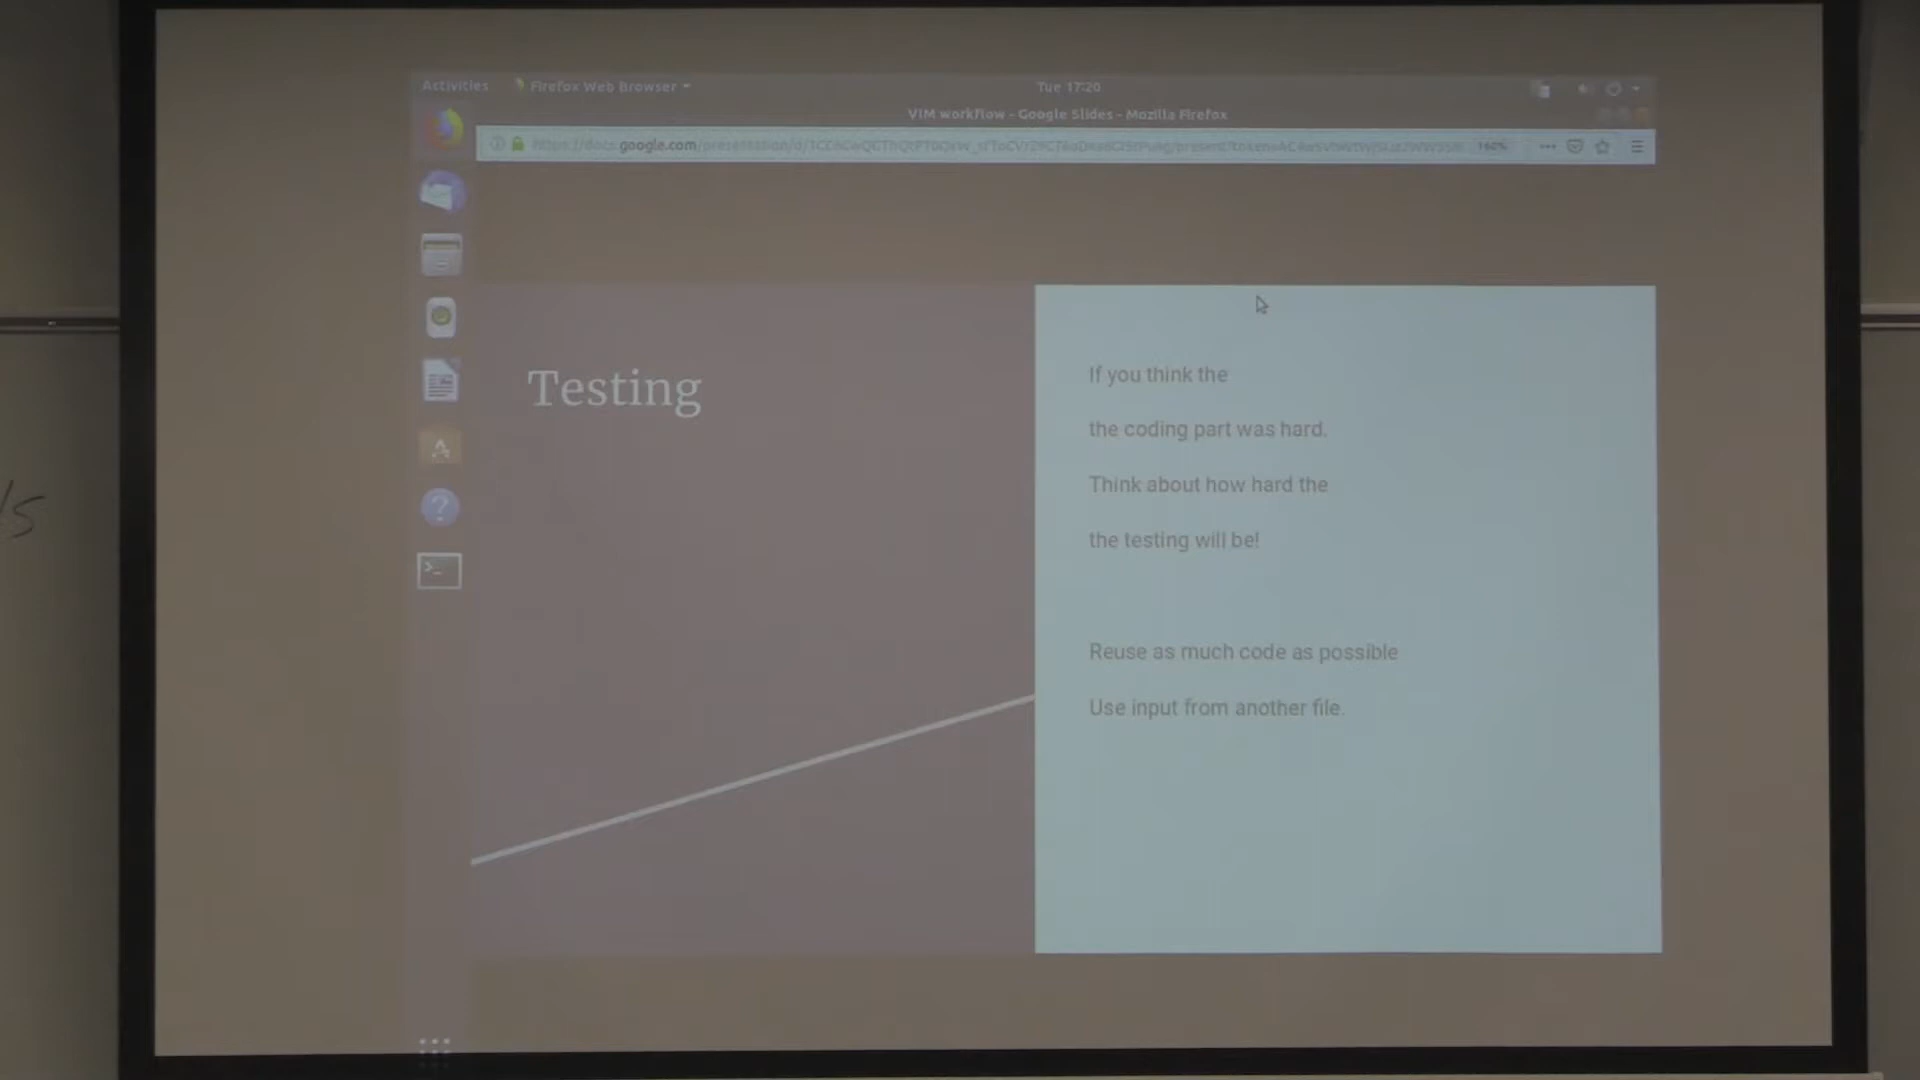 Activities
Firefox Web Browser
Tue 17:20
VIM workflow - Google Slides - Mozilla Firefox
google.com
160%
Testing
If you think the
the coding part was hard.
Think about how hard the
the testing will be!
Reuse as much code as possible
Use input from another file.